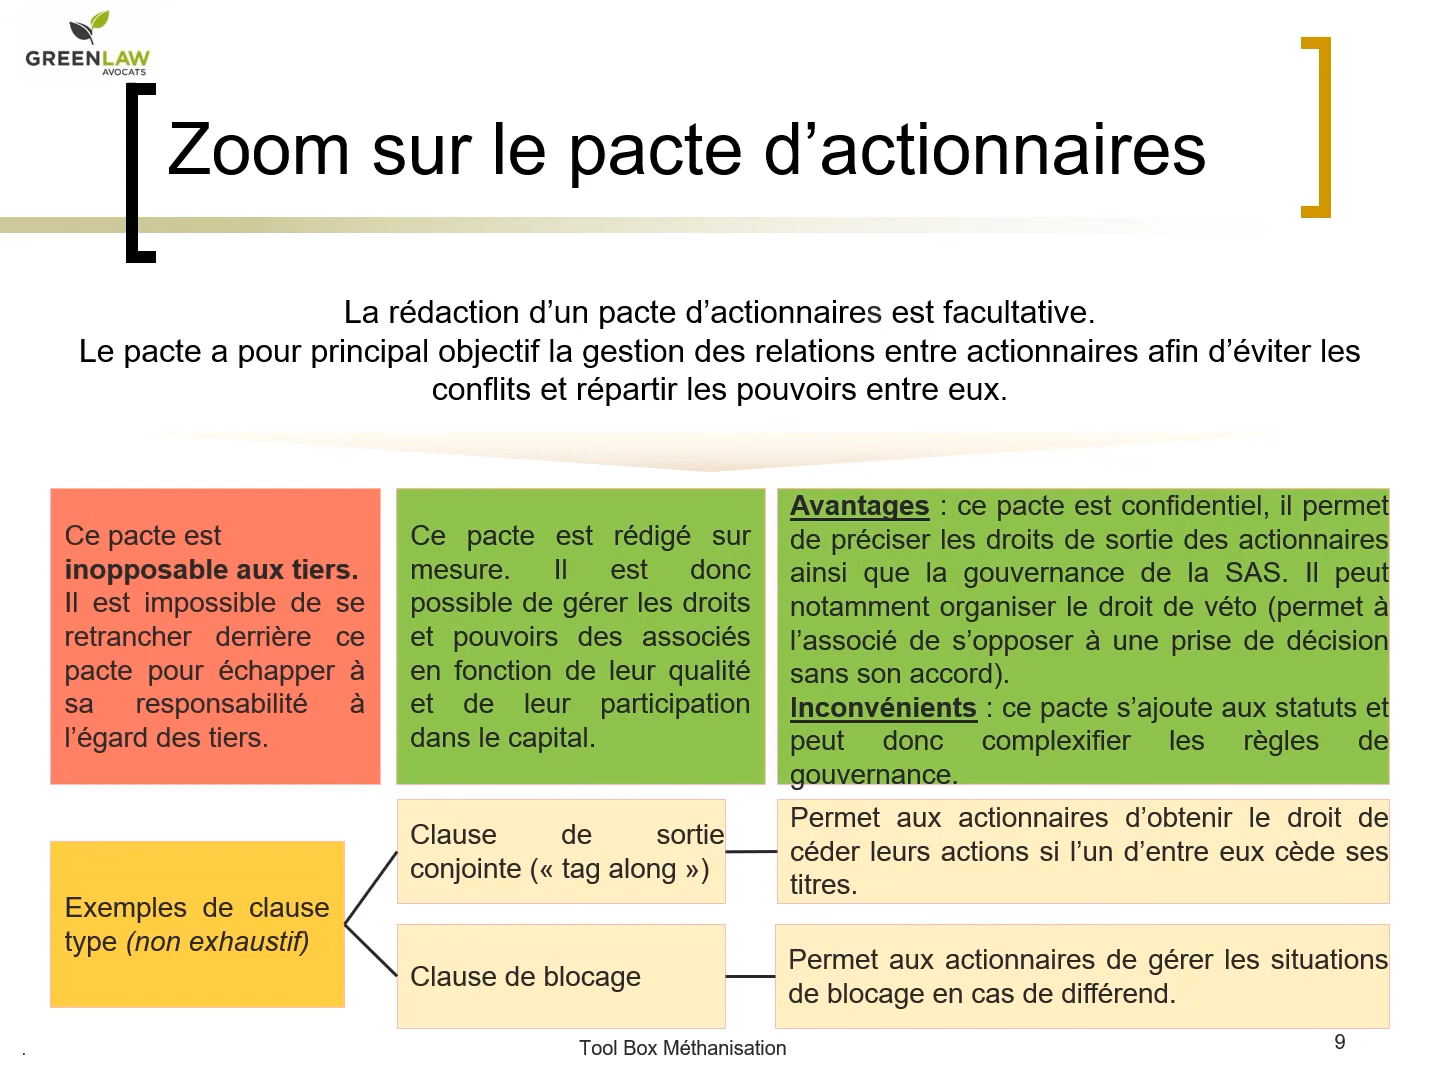 GREENLAW
AVOCATS
Zoom sur le pacte d’actionnaires
La rédaction d’un pacte d’actionnaires est facultative.
Le pacte a pour principal objectif la gestion des relations entre actionnaires afin d’éviter les
conflits et répartir les pouvoirs entre eux.
Ce pacte est
inopposable aux tiers.
Il est impossible de se
retrancher derrière ce
pacte pour échapper à
sa responsabilité à
l’égard des tiers.
Ce pacte est rédigé sur
mesure. Il est donc
possible de gérer les droits
et pouvoirs des associés
en fonction de leur qualité
et de leur participation
dans le capital.
Avantages : ce pacte est confidentiel, il permet
de préciser les droits de sortie des actionnaires
ainsi que la gouvernance de la SAS. Il peut
notamment organiser le droit de véto (permet à
l’associé de s’opposer à une prise de décision
sans son accord).
Inconvénients : ce pacte s’ajoute aux statuts et
peut donc complexifier les règles de
gouvernance.
Exemples de clause
type (non exhaustif)
Clause de sortie
conjointe (« tag along »)
Permet aux actionnaires d’obtenir le droit de
céder leurs actions si l’un d’entre eux cède ses
titres.
Clause de blocage
Permet aux actionnaires de gérer les situations
de blocage en cas de différend.
.
Tool Box Méthanisation
9